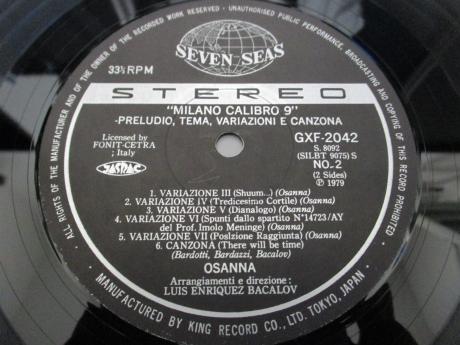 ALL RIGHTS OF THE MANUFACTURER AND OF THE OWNER OF THE RECORDED WORK RESERVED. UNAUTHORISED PUBLIC PERFORMANCE, BROADCASTING AND COPYING OF THIS RECORD PROHIBITED.
SEVEN SEAS
33⅓ RPM
STEREO
"MILANO CALIBRO 9"
-PRELUDIO, TEMA, VARIAZIONI E CANZONA
Licensed by
FONIT-CETRA
; Italy
JASRAC
GXF-2042
S. 8092
(SILBT 9075) S
NO.2
(2 Sides)
Ⓟ 1979
1. VARIAZIONE III (Shuum...) (Osanna)
2. VARIAZIONE IV (Tredicesimo Cortile) (Osanna)
3. VARIAZIONE V (Dianalogo) (Osanna)
4. VARIAZIONE VI (Spunti dallo spartito N°14723/AY
del Prof. Imolo Meninge) (Osanna)
5. VARIAZIONE VII (Poslzione Raggiunta) (Osanna)
6. CANZONA (There will be time)
(Bardotti, Bardazzi, Bacalov)
OSANNA
Arrangiamenti e direzione :
LUIS ENRIQUEZ BACALOV
MANUFACTURED BY KING RECORD CO., LTD. TOKYO, JAPAN.